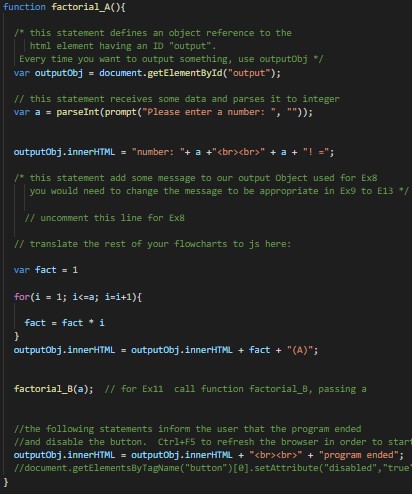 function factorial_A(){
/* this statement defines an object reference to the
html element having an ID "output".
Every time you want to output something, use outputObj */
var outputObj = document.getElementById("output");
// this statement receives some data and parses it to integer
var a = parseInt(prompt("Please enter a number: ", ""));
outputObj.innerHTML = "number: "+ a +"<br><br>" + a + "! =";
/* this statement add some message to our output Object used for Ex8
you would need to change the message to be appropriate in Ex9 to E13 */
// uncomment this line for Ex8
// translate the rest of your flowcharts to js here:
var fact = 1
for(i = 1; i<=a; i=i+1){
fact = fact * i
}
outputObj.innerHTML = outputObj.innerHTML + fact + "(A)";
factorial_B(a);  // for Ex11  call function factorial_B, passing a
//the following statements inform the user that the program ended
//and disable the button.  Ctrl+F5 to refresh the browser in order to start
outputObj.innerHTML = outputObj.innerHTML + "<br><br>" + "program ended";
//document.getElementsByTagName("button")[0].setAttribute("disabled","true"
}